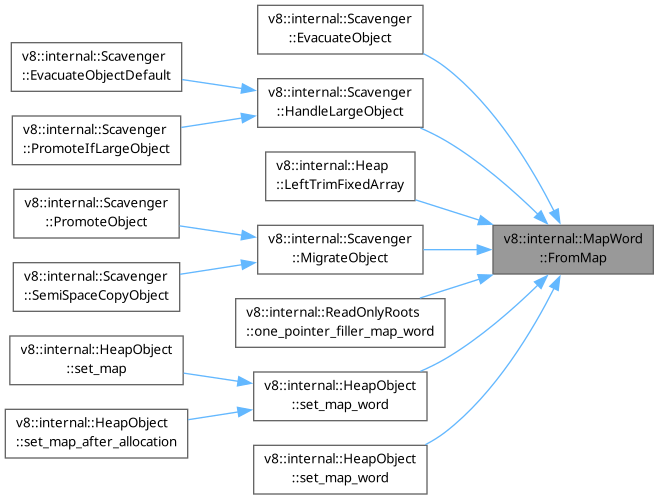 v8::internal::Scavenger
::EvacuateObject
v8::internal::Scavenger
::EvacuateObjectDefault
v8::internal::Scavenger
::HandleLargeObject
v8::internal::Scavenger
::PromoteIfLargeObject
v8::internal::Heap
::LeftTrimFixedArray
v8::internal::Scavenger
::PromoteObject
v8::internal::Scavenger
::MigrateObject
v8::internal::MapWord
::FromMap
v8::internal::Scavenger
::SemiSpaceCopyObject
v8::internal::ReadOnlyRoots
::one_pointer_filler_map_word
v8::internal::HeapObject
::set_map
v8::internal::HeapObject
::set_map_word
v8::internal::HeapObject
::set_map_after_allocation
v8::internal::HeapObject
::set_map_word